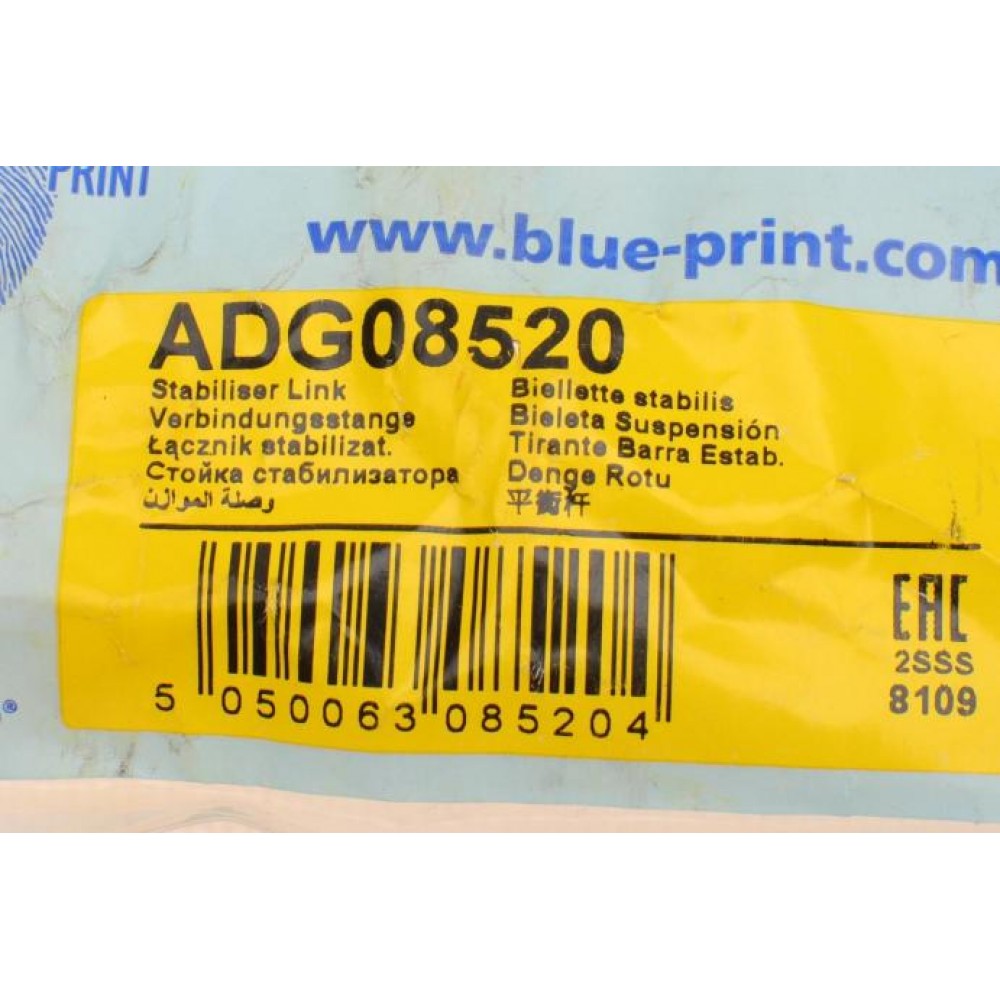 PRINT
www.blue-print.com
ADG08520
Stabiliser Link
Verbindungsstange
Łącznik stabilizat.
Стойка стабилизатора
وصلة الموازن
Biellette stabilis
Bieleta Suspensión
Tirante Barra Estab.
Denge Rotu
平衡杆
5 050063 085204
EAC
2SSS
8109
®